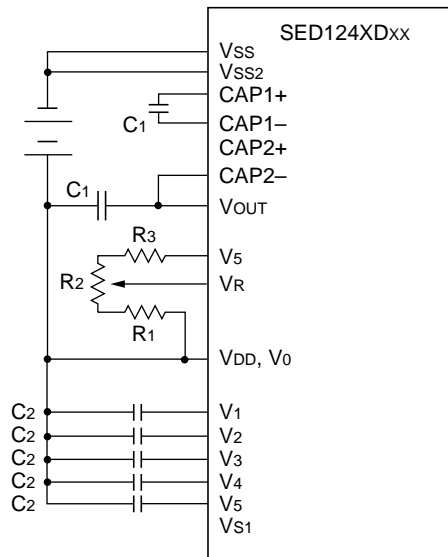 SED124XDXX
VSS
VSS2
CAP1+
C1
CAP1–
CAP2+
CAP2–
C1
VOUT
R3
V5
R2
VR
R1
VDD, V0
C2
V1
C2
V2
C2
V3
C2
V4
C2
V5
VS1